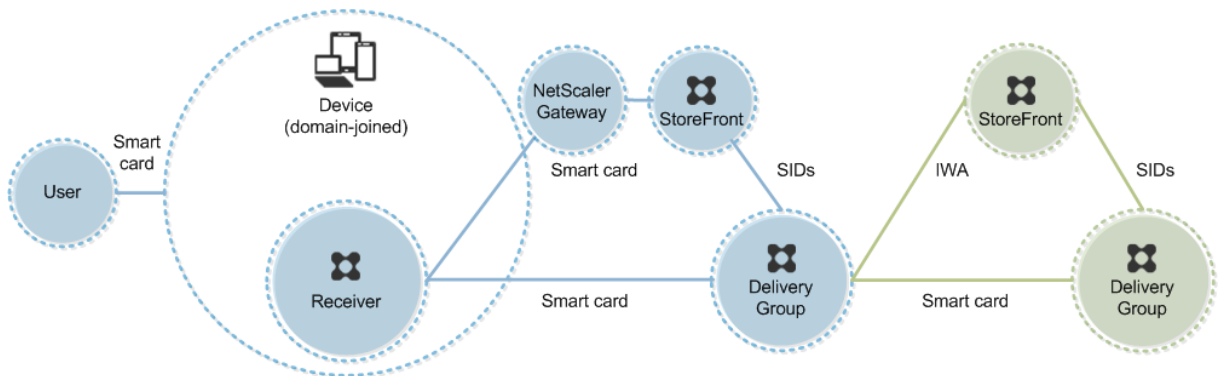 User
Smart
card
Device
(domain-joined)
Receiver
NetScaler
Gateway
StoreFront
Smart card
SIDs
Smart card
Delivery
Group
IWA
StoreFront
SIDs
Smart card
Delivery
Group